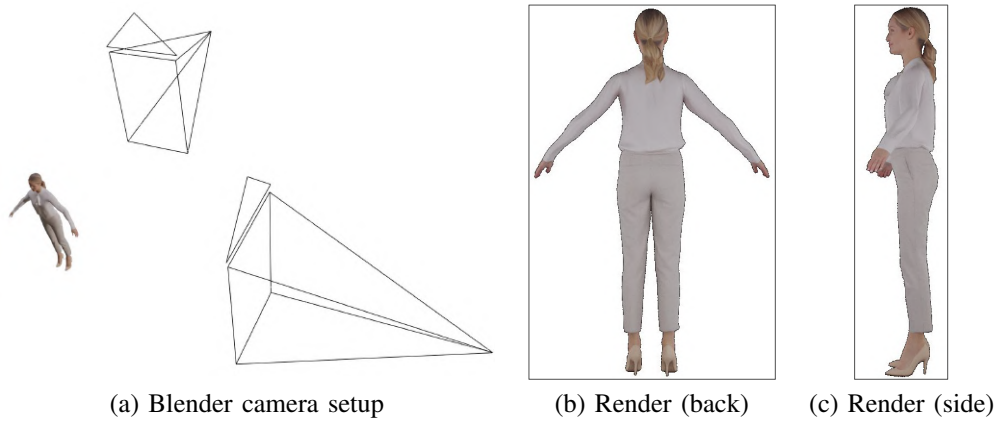 (a) Blender camera setup
(b) Render (back)
(c) Render (side)